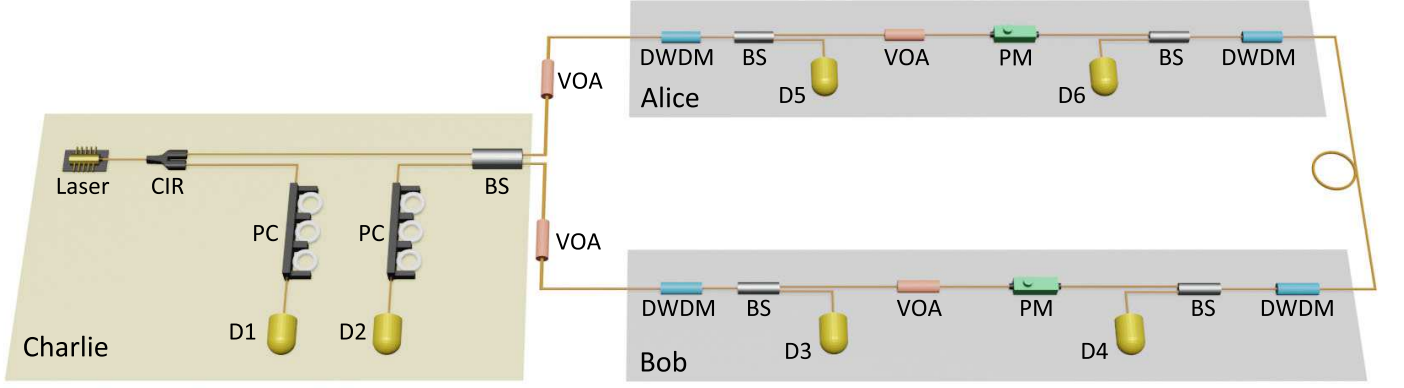 DWDM BS VOA PM BS DWDM
VOA
D5 D6
Alice
Laser CIR BS
PC PC
VOA
D1 D2
Charlie
DWDM BS VOA PM BS DWDM
D3 D4
Bob